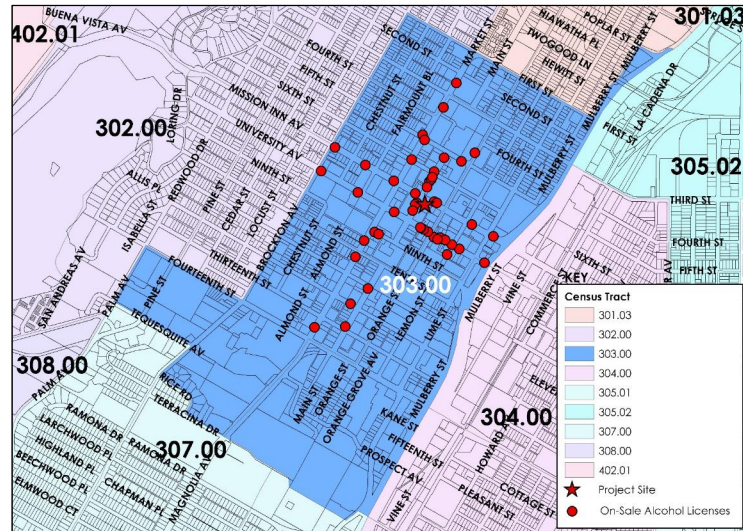 402.01
BUENA VISTA AV
FOURTH ST
FIFTH ST
SIXTH ST
MISSION INN AV
UNIVERSITY AV
NINTH ST
SECOND ST
CHESTNUT ST
FAIRMOUNT BL
MARKET ST
MAIN ST
FIRST ST
SECOND ST
FOURTH ST
HIAWATHA PL
TWOGOOD LN
HEWITT ST
POPLAR ST
MULBERRY ST
MULBERRY ST
MULBERRY ST
301.03
LA CADENA DR
FIRST ST
305.02
THIRD ST
FOURTH ST
FIFTH ST
302.00
LORING DR
REDWOOD DR
ALLIS PL
ISABELLA ST
PINE ST
CEDAR ST
LOCUST ST
BROCKTON AV
THIRTEENTH ST
FOURTEENTH ST
CHESTNUT ST
ALMOND ST
ALMOND ST
NINTH ST
303.00
ORANGE ST
LEMON ST
LIME ST
MULBERRY ST
VINE ST
SIXTH ST
SAN ANDREAS AV
PALM AV
PINE ST
TEQUESQUITE AV
308.00
RICE RD
TERRACINA DR
RAMONA DR
RAMONA DR
LARCHWOOD PL
HIGHLAND PL
BEECHWOOD PL
ELMWOOD CT
CHAPMAN PL
MAGNOLIA AV
307.00
MAIN ST
ORANGE ST
ORANGE GROVE AV
MULBERRY ST
KANE ST
FIFTEENTH ST
PROSPECT AV
VINE ST
304.00
PLEASANT ST
COTTAGE ST
KEY
Census Tract
301.03
302.00
303.00
304.00
305.01
305.02
307.00
308.00
402.01
Project Site
On-Sale Alcohol Licenses